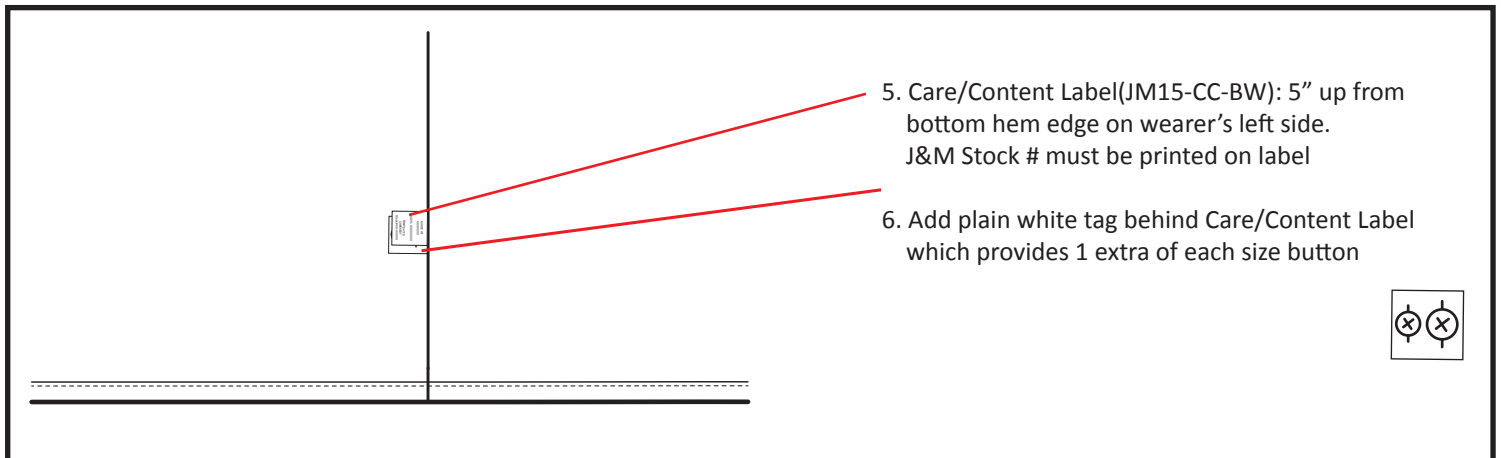 5. Care/Content Label(JM15-CC-BW): 5” up from
bottom hem edge on wearer’s left side.
J&M Stock # must be printed on label
6. Add plain white tag behind Care/Content Label
which provides 1 extra of each size button